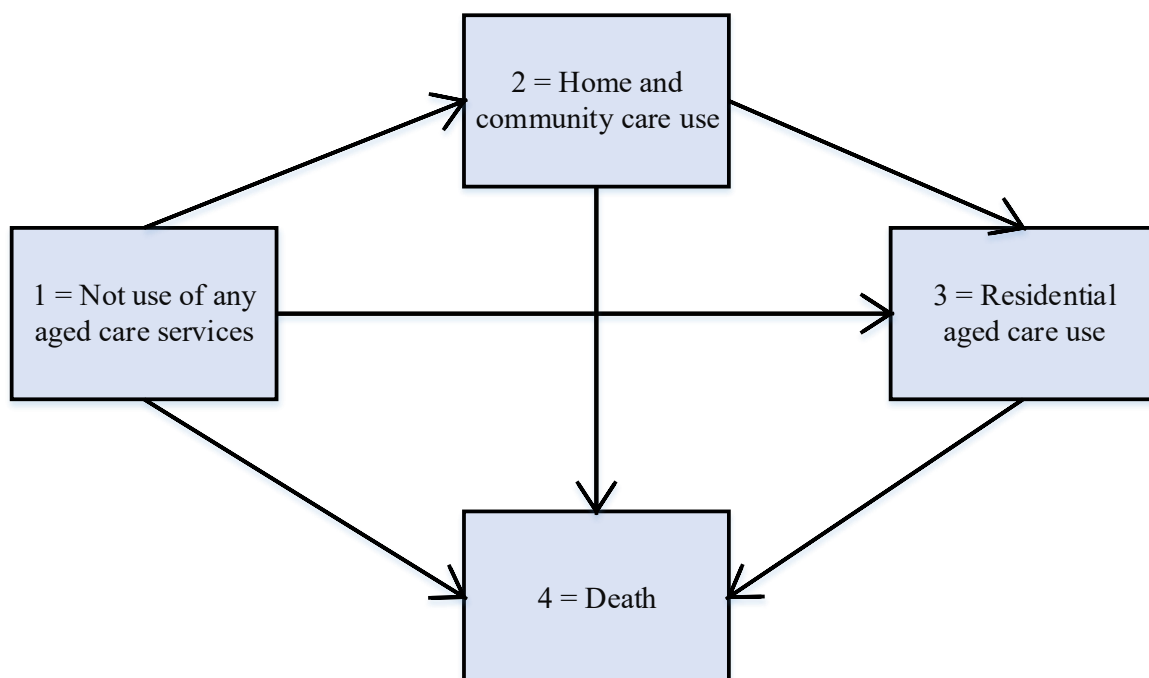 2 = Home and
community care use
1 = Not use of any
aged care services
3 = Residential
aged care use
4 = Death